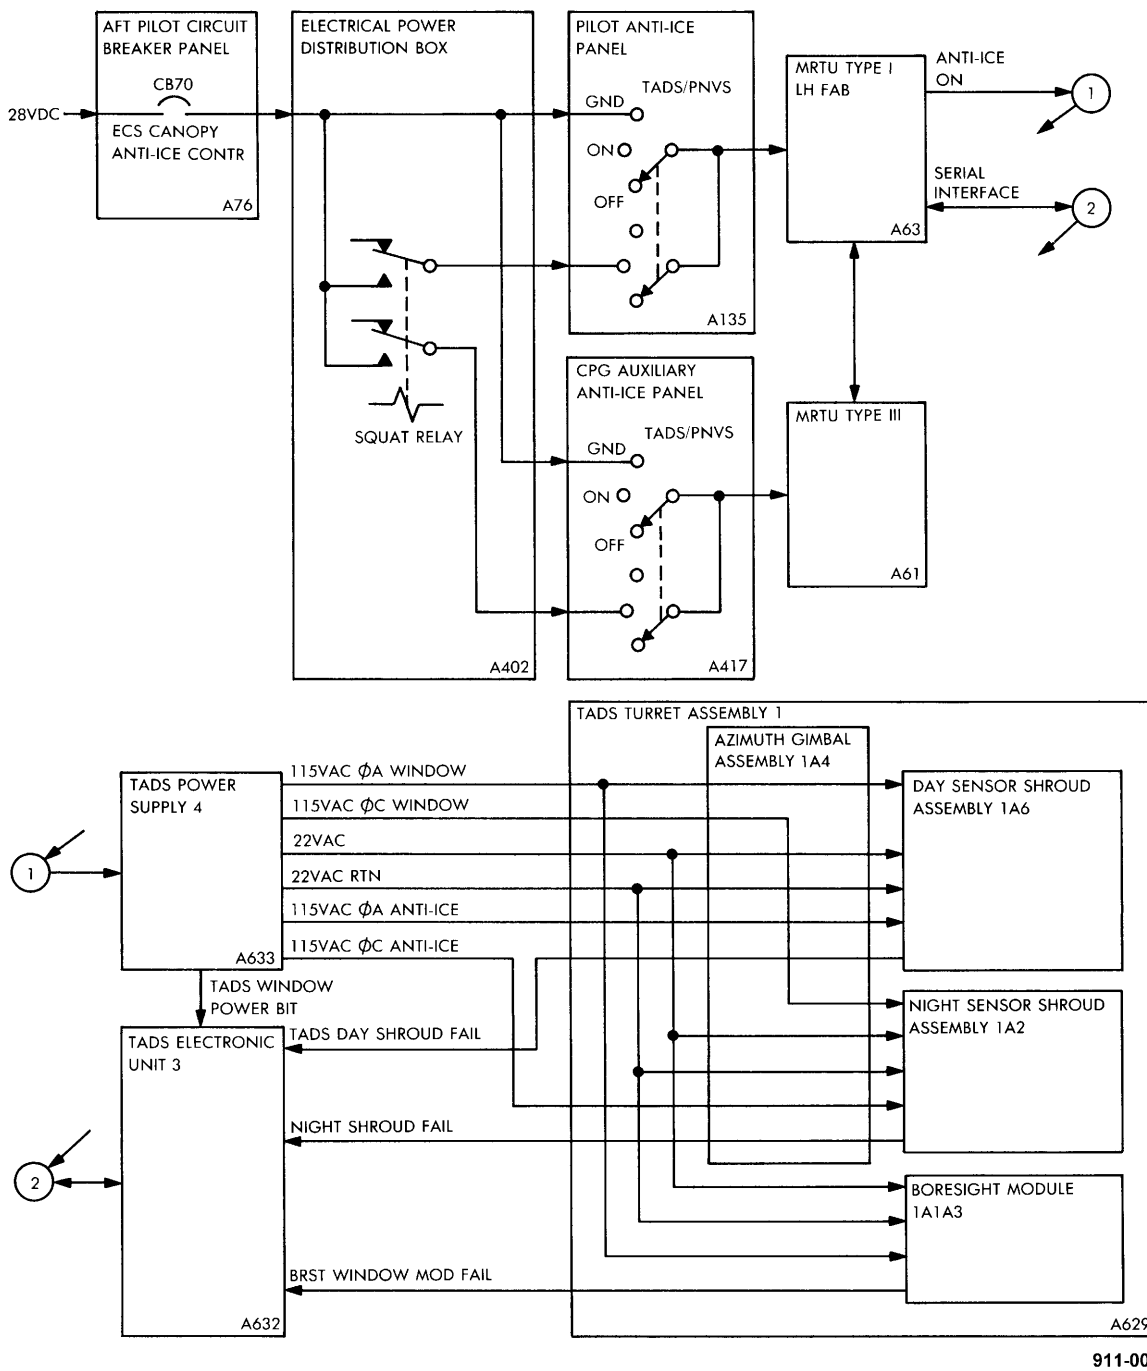 AFT PILOT CIRCUIT
BREAKER PANEL
CB70
28VDC
ECS CANOPY
ANTI-ICE CONTR
A76
ELECTRICAL POWER
DISTRIBUTION BOX
SQUAT RELAY
A402
PILOT ANTI-ICE
PANEL
TADS/PNVS
GND
ON
OFF
A135
MRTU TYPE I
LH FAB
A63
ANTI-ICE
ON
1
SERIAL
INTERFACE
2
CPG AUXILIARY
ANTI-ICE PANEL
TADS/PNVS
GND
ON
OFF
A417
MRTU TYPE III
A61
TADS TURRET ASSEMBLY 1
AZIMUTH GIMBAL
ASSEMBLY 1A4
TADS POWER
SUPPLY 4
A633
1
115VAC ϕA WINDOW
115VAC ϕC WINDOW
22VAC
22VAC RTN
115VAC ϕA ANTI-ICE
115VAC ϕC ANTI-ICE
DAY SENSOR SHROUD
ASSEMBLY 1A6
TADS WINDOW
POWER BIT
NIGHT SENSOR SHROUD
ASSEMBLY 1A2
TADS ELECTRONIC
UNIT 3
TADS DAY SHROUD FAIL
NIGHT SHROUD FAIL
2
BORESIGHT MODULE
1A1A3
BRST WINDOW MOD FAIL
A632
A629
911-00